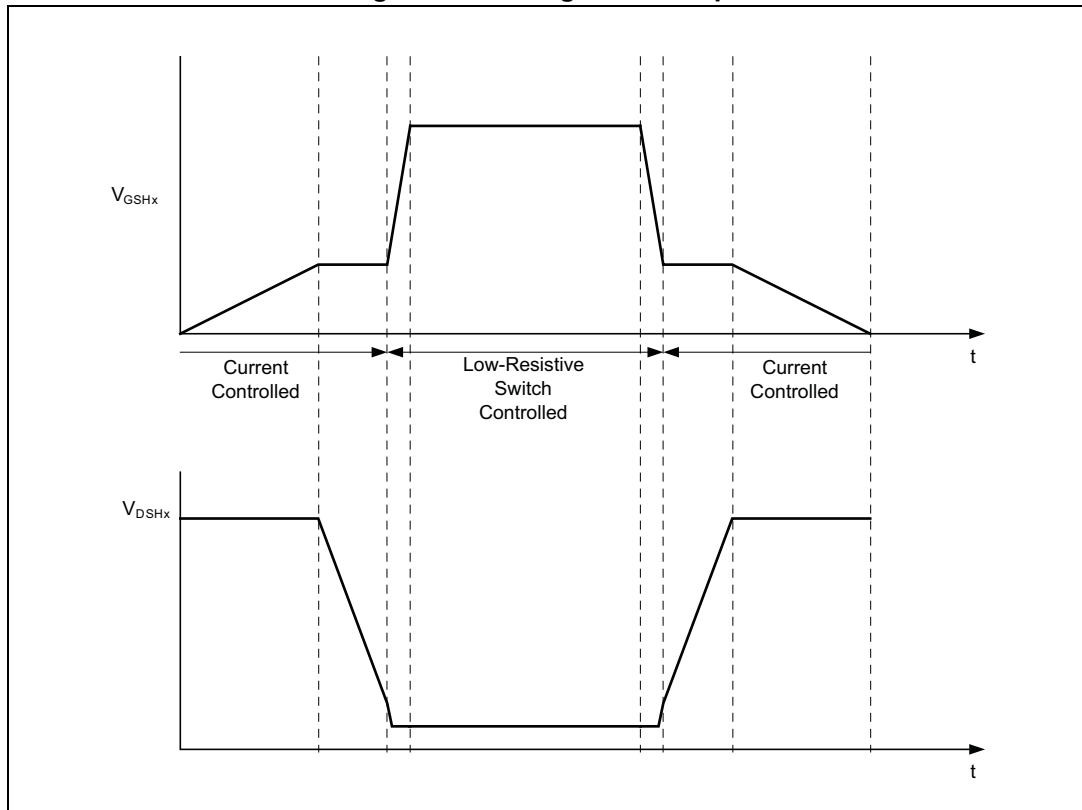 V_GSHx
t
Current
Controlled
Low-Resistive
Switch
Controlled
Current
Controlled
V_DSHx
t